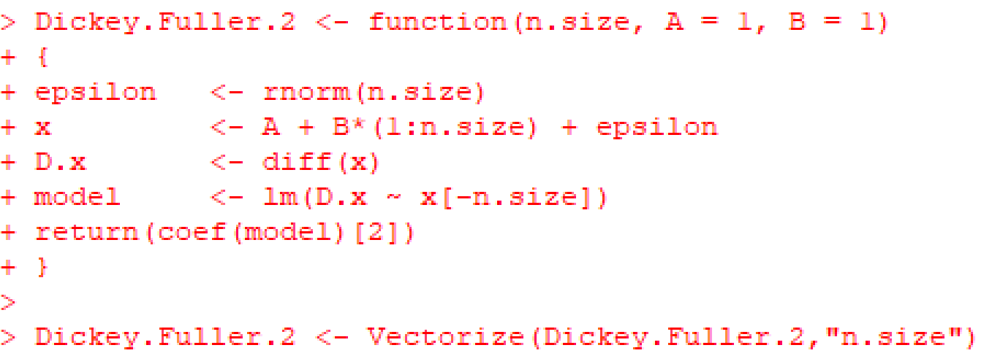 > Dickey.Fuller.2 <- function(n.size, A = 1, B = 1)
+ {
+ epsilon   <- rnorm(n.size)
+ x         <- A + B*(1:n.size) + epsilon
+ D.x       <- diff(x)
+ model     <- lm(D.x ~ x[-n.size])
+ return(coef(model)[2])
+ }
>
> Dickey.Fuller.2 <- Vectorize(Dickey.Fuller.2,"n.size")